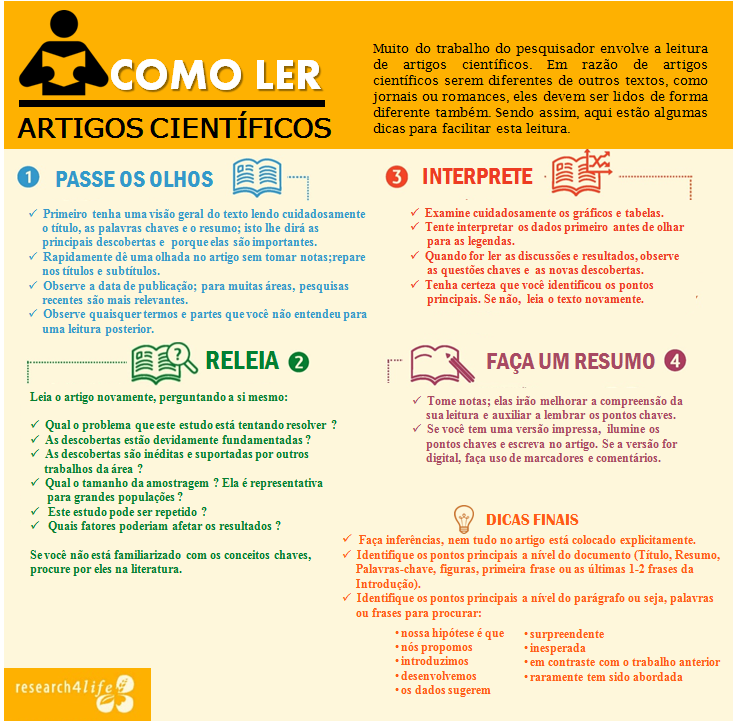 COMO LER
ARTIGOS CIENTÍFICOS
Muito do trabalho do pesquisador envolve a leitura
de artigos científicos. Em razão de artigos
científicos serem diferentes de outros textos, como
jornais ou romances, eles devem ser lidos de forma
diferente também. Sendo assim, aqui estão algumas
dicas para facilitar esta leitura.
1 PASSE OS OLHOS
✓ Primeiro tenha uma visão geral do texto lendo cuidadosamente
o título, as palavras chaves e o resumo; isto lhe dirá as
principais descobertas e porque elas são importantes.
✓ Rapidamente dê uma olhada no artigo sem tomar notas;repare
nos títulos e subtítulos.
✓ Observe a data de publicação; para muitas áreas, pesquisas
recentes são mais relevantes.
✓ Observe quaisquer termos e partes que você não entendeu para
uma leitura posterior.
RELEIA 2
Leia o artigo novamente, perguntando a si mesmo:
✓ Qual o problema que este estudo está tentando resolver ?
✓ As descobertas estão devidamente fundamentadas ?
✓ As descobertas são inéditas e suportadas por outros
trabalhos da área ?
✓ Qual o tamanho da amostragem ? Ela é representativa
para grandes populações ?
✓ Este estudo pode ser repetido ?
✓ Quais fatores poderiam afetar os resultados ?
Se você não está familiarizado com os conceitos chaves,
procure por eles na literatura.
3 INTERPRETE
✓ Examine cuidadosamente os gráficos e tabelas.
✓ Tente interpretar os dados primeiro antes de olhar
para as legendas.
✓ Quando for ler as discussões e resultados, observe
as questões chaves e as novas descobertas.
✓ Tenha certeza que você identificou os pontos
principais. Se não, leia o texto novamente.
FAÇA UM RESUMO 4
✓ Tome notas; elas irão melhorar a compreensão da
sua leitura e auxiliar a lembrar os pontos chaves.
✓ Se você tem uma versão impressa, ilumine os
pontos chaves e escreva no artigo. Se a versão for
digital, faça uso de marcadores e comentários.
DICAS FINAIS
✓ Faça inferências, nem tudo no artigo está colocado explicitamente.
✓ Identifique os pontos principais a nível do documento (Título, Resumo,
Palavras-chave, figuras, primeira frase ou as últimas 1-2 frases da
Introdução).
✓ Identifique os pontos principais a nível do parágrafo ou seja, palavras
ou frases para procurar:
• nossa hipótese é que
• nós propomos
• introduzimos
• desenvolvemos
• os dados sugerem
• surpreendente
• inesperada
• em contraste com o trabalho anterior
• raramente tem sido abordada
research4life